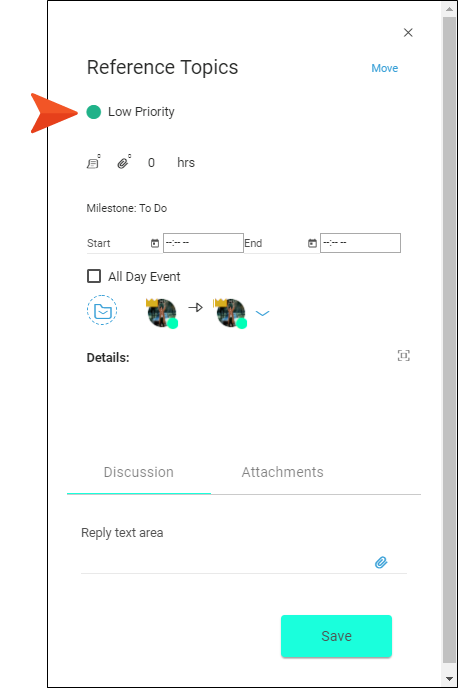 Reference Topics
Move
Low Priority
0 0 0 hrs
Milestone: To Do
Start --:-- -- End --:-- --
All Day Event
Details:
Discussion Attachments
Reply text area
Save